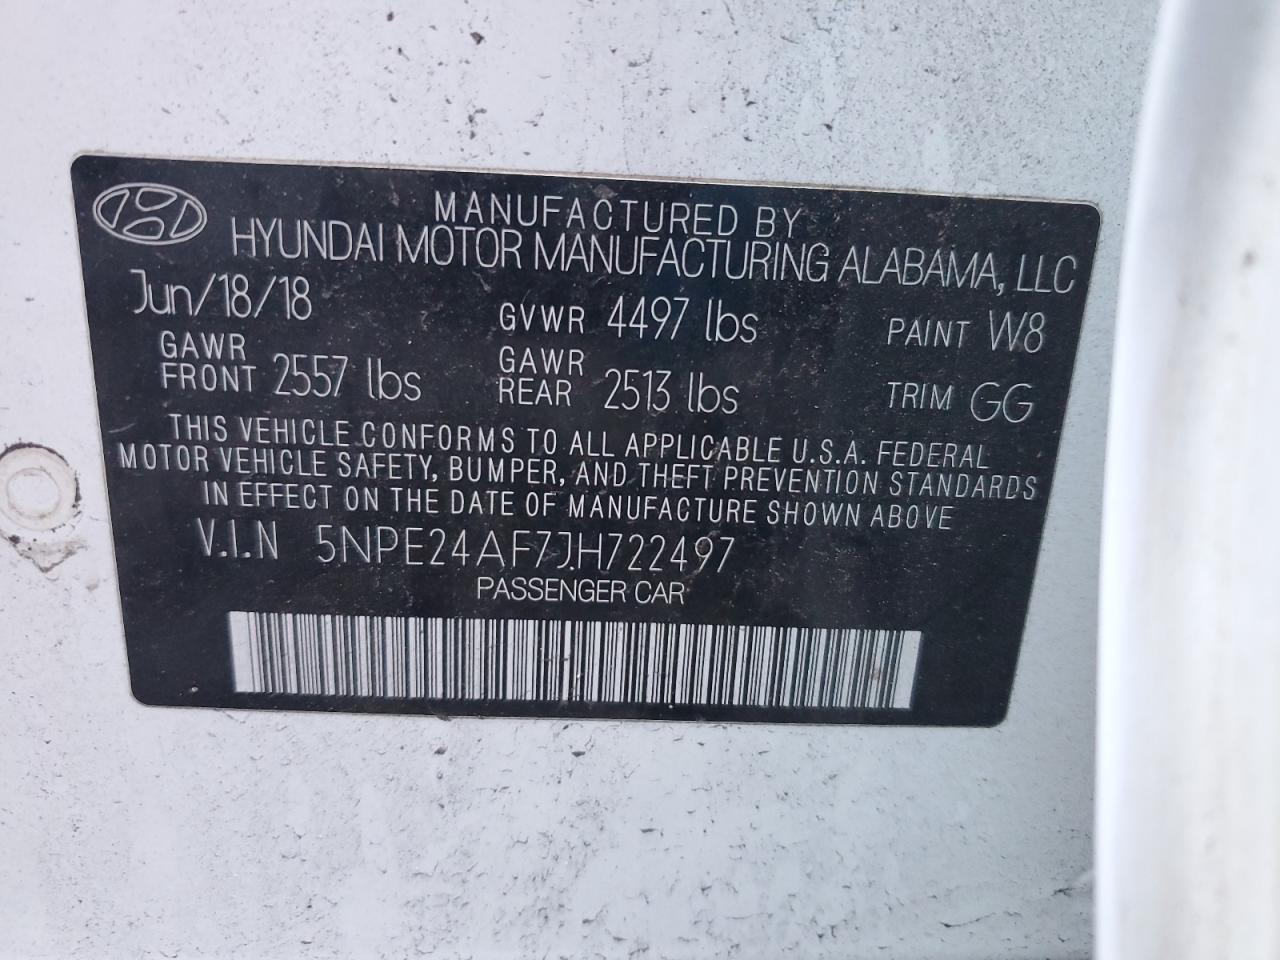 MANUFACTURED BY
HYUNDAI MOTOR MANUFACTURING ALABAMA, LLC
Jun/18/18 GVWR 4497 lbs PAINT W8
GAWR FRONT 2557 lbs GAWR REAR 2513 lbs TRIM GG
THIS VEHICLE CONFORMS TO ALL APPLICABLE U.S.A. FEDERAL
MOTOR VEHICLE SAFETY, BUMPER, AND THEFT PREVENTION STANDARDS
IN EFFECT ON THE DATE OF MANUFACTURE SHOWN ABOVE
V.I.N 5NPE24AF7JH722497
PASSENGER CAR